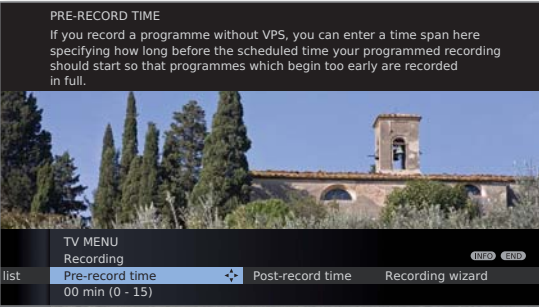 PRE-RECORD TIME
If you record a programme without VPS, you can enter a time span here
specifying how long before the scheduled time your programmed recording
should start so that programmes which begin too early are recorded
in full.
TV MENU
Recording
INFO END
list Pre-record time Post-record time Recording wizard
00 min (0 - 15)